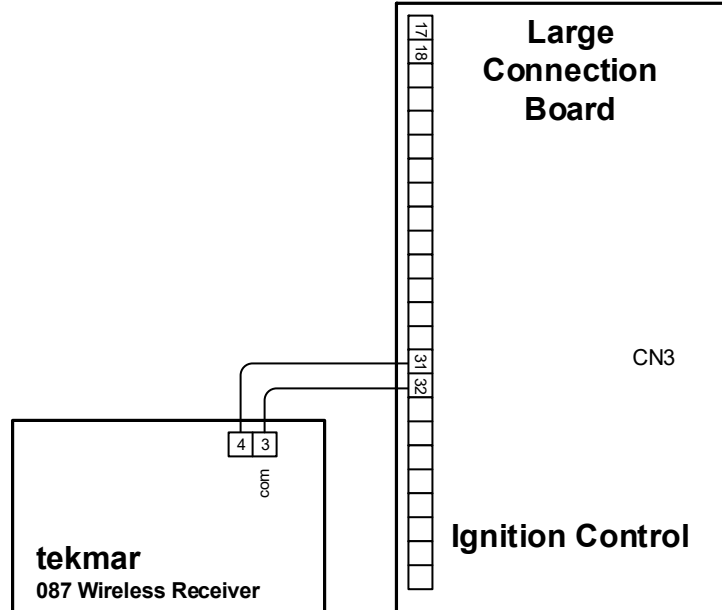 17
18
Large
Connection
Board
31
32
CN3
4 3
com
tekmar
087 Wireless Receiver
Ignition Control